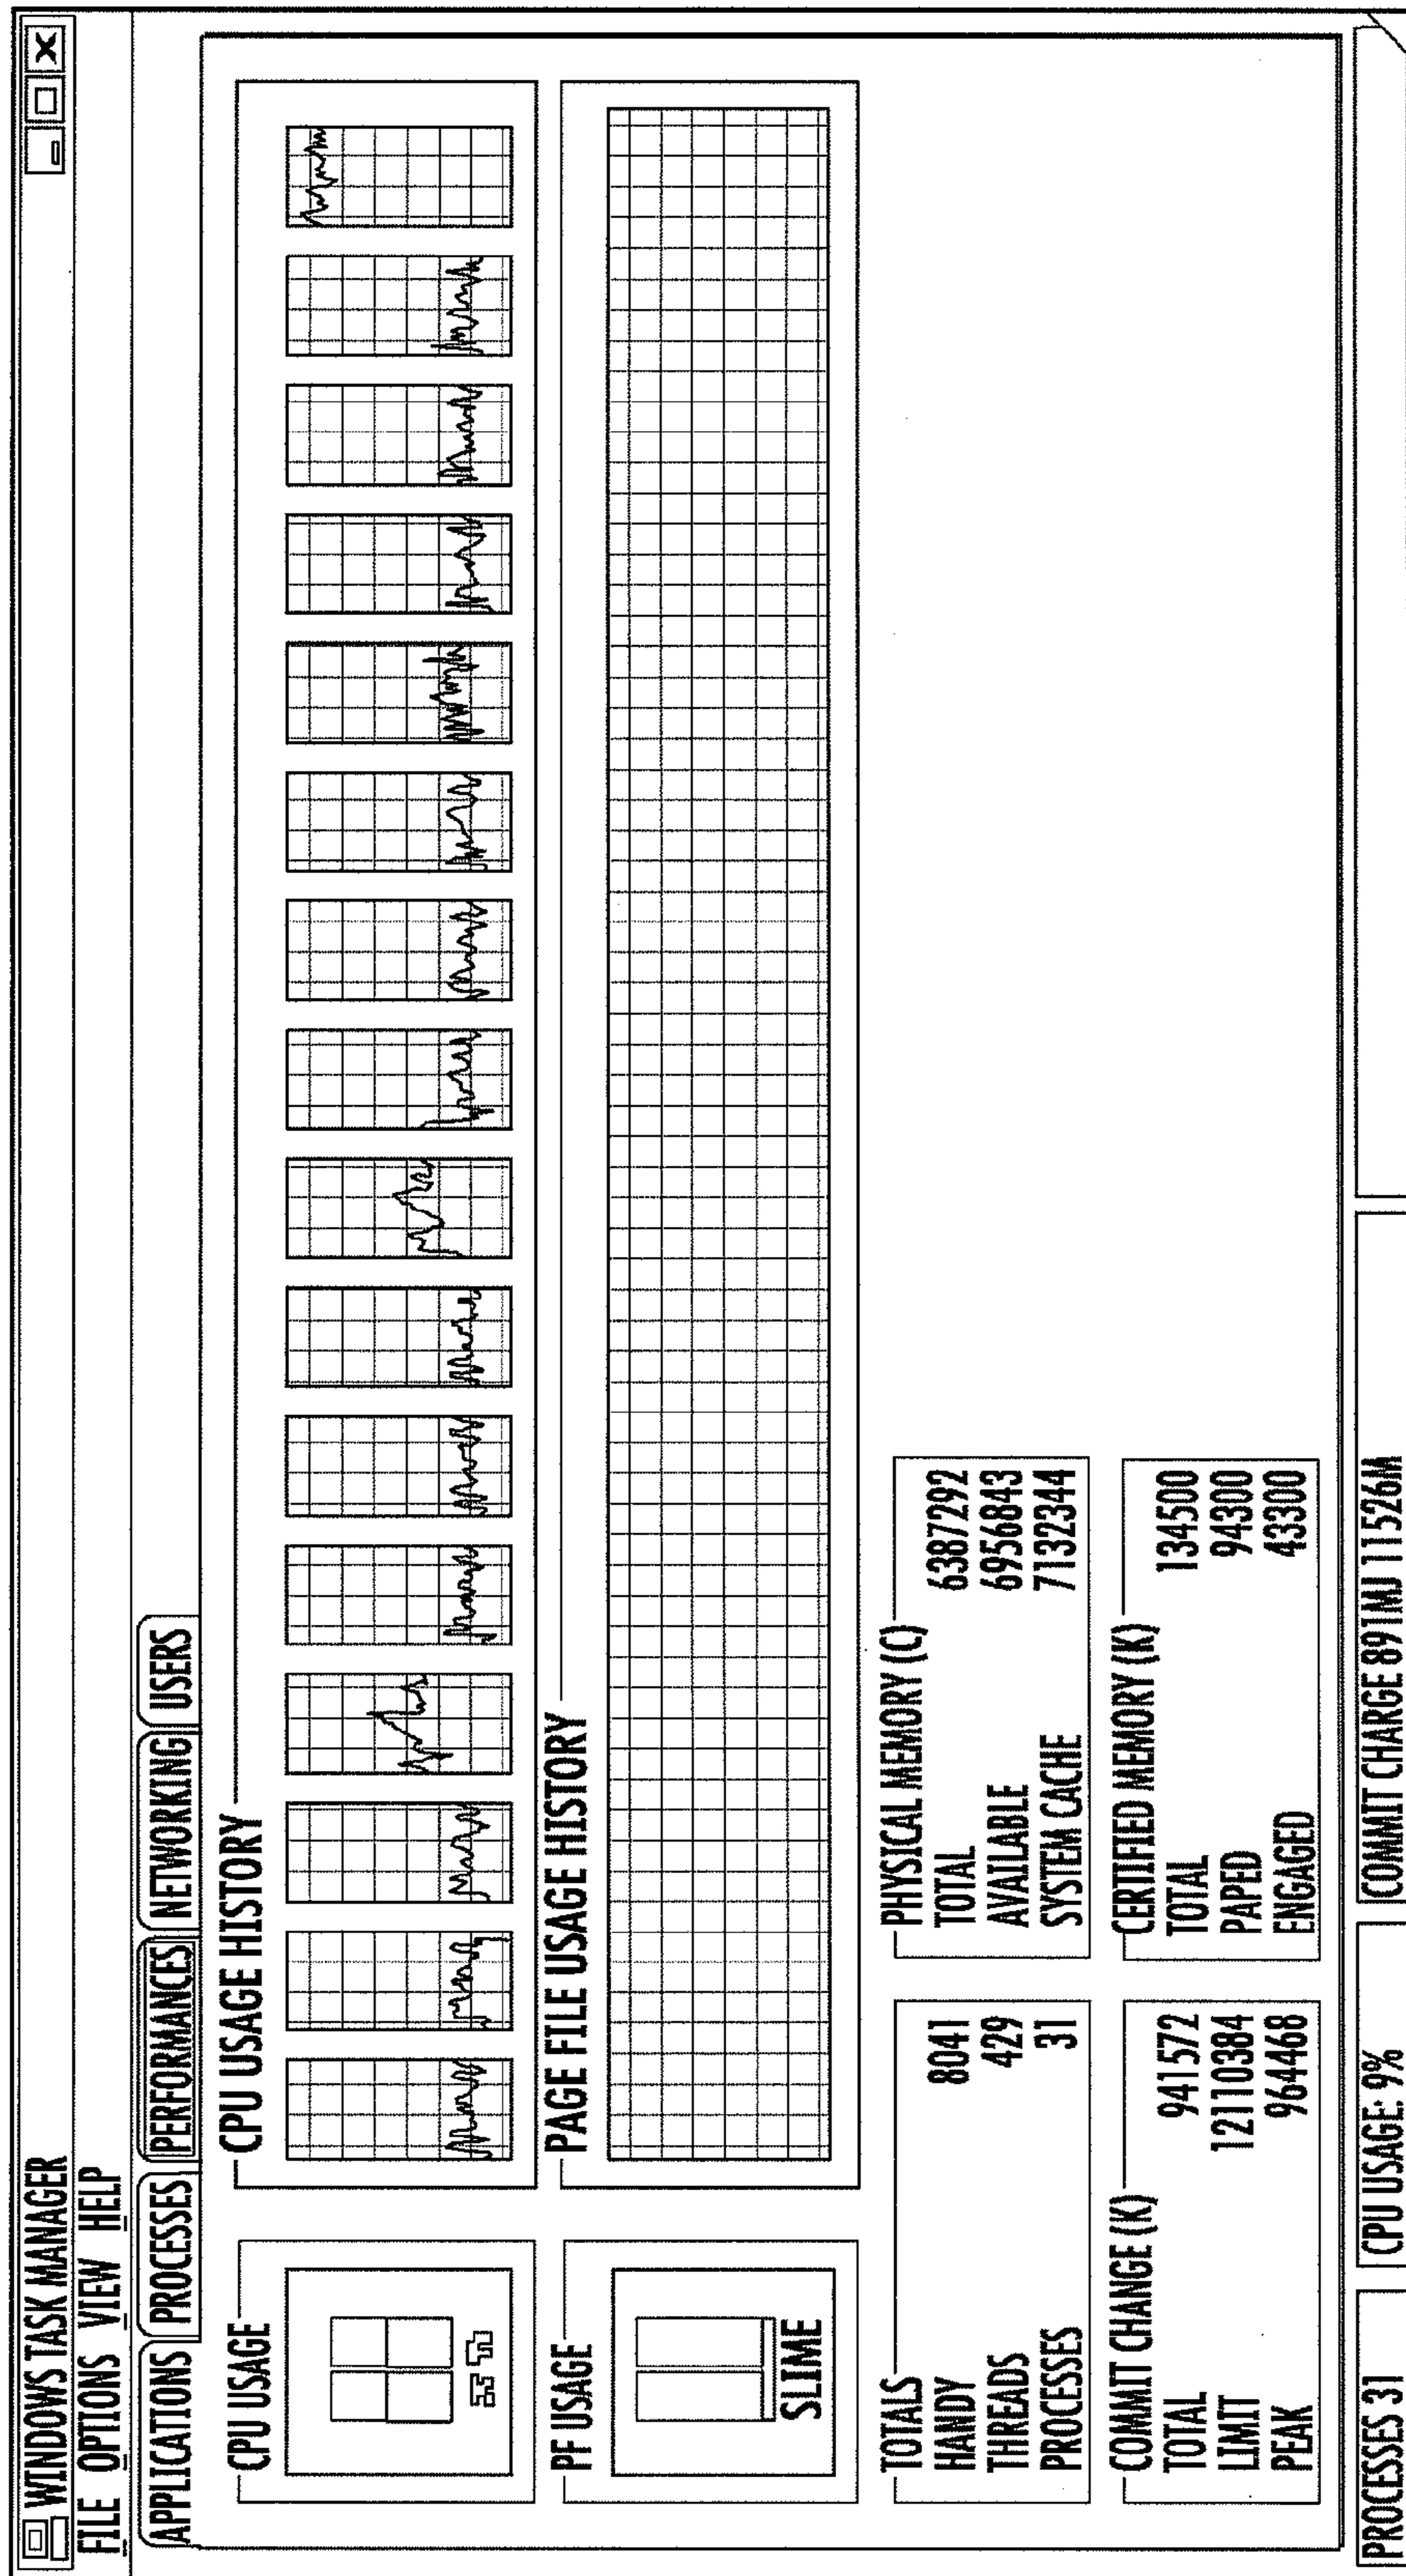 WINDOWS TASK MANAGER
FILE OPTIONS VIEW HELP
APPLICATIONS PROCESSES PERFORMANCES NETWORKING USERS
CPU USAGE
CPU USAGE HISTORY
PF USAGE
SLIME
PAGE FILE USAGE HISTORY
TOTALS
HANDY 8041
THREADS 429
PROCESSES 31
PHYSICAL MEMORY (C)
TOTAL 6387292
AVAILABLE 6956843
SYSTEM CACHE 7132344
COMMIT CHANGE (K)
TOTAL 941572
LIMIT 12110384
PEAK 964468
CERTIFIED MEMORY (K)
TOTAL 134500
PAPED 94300
ENGAGED 43300
PROCESSES 31 CPU USAGE: 9% COMMIT CHARGE 891MJ 11526M